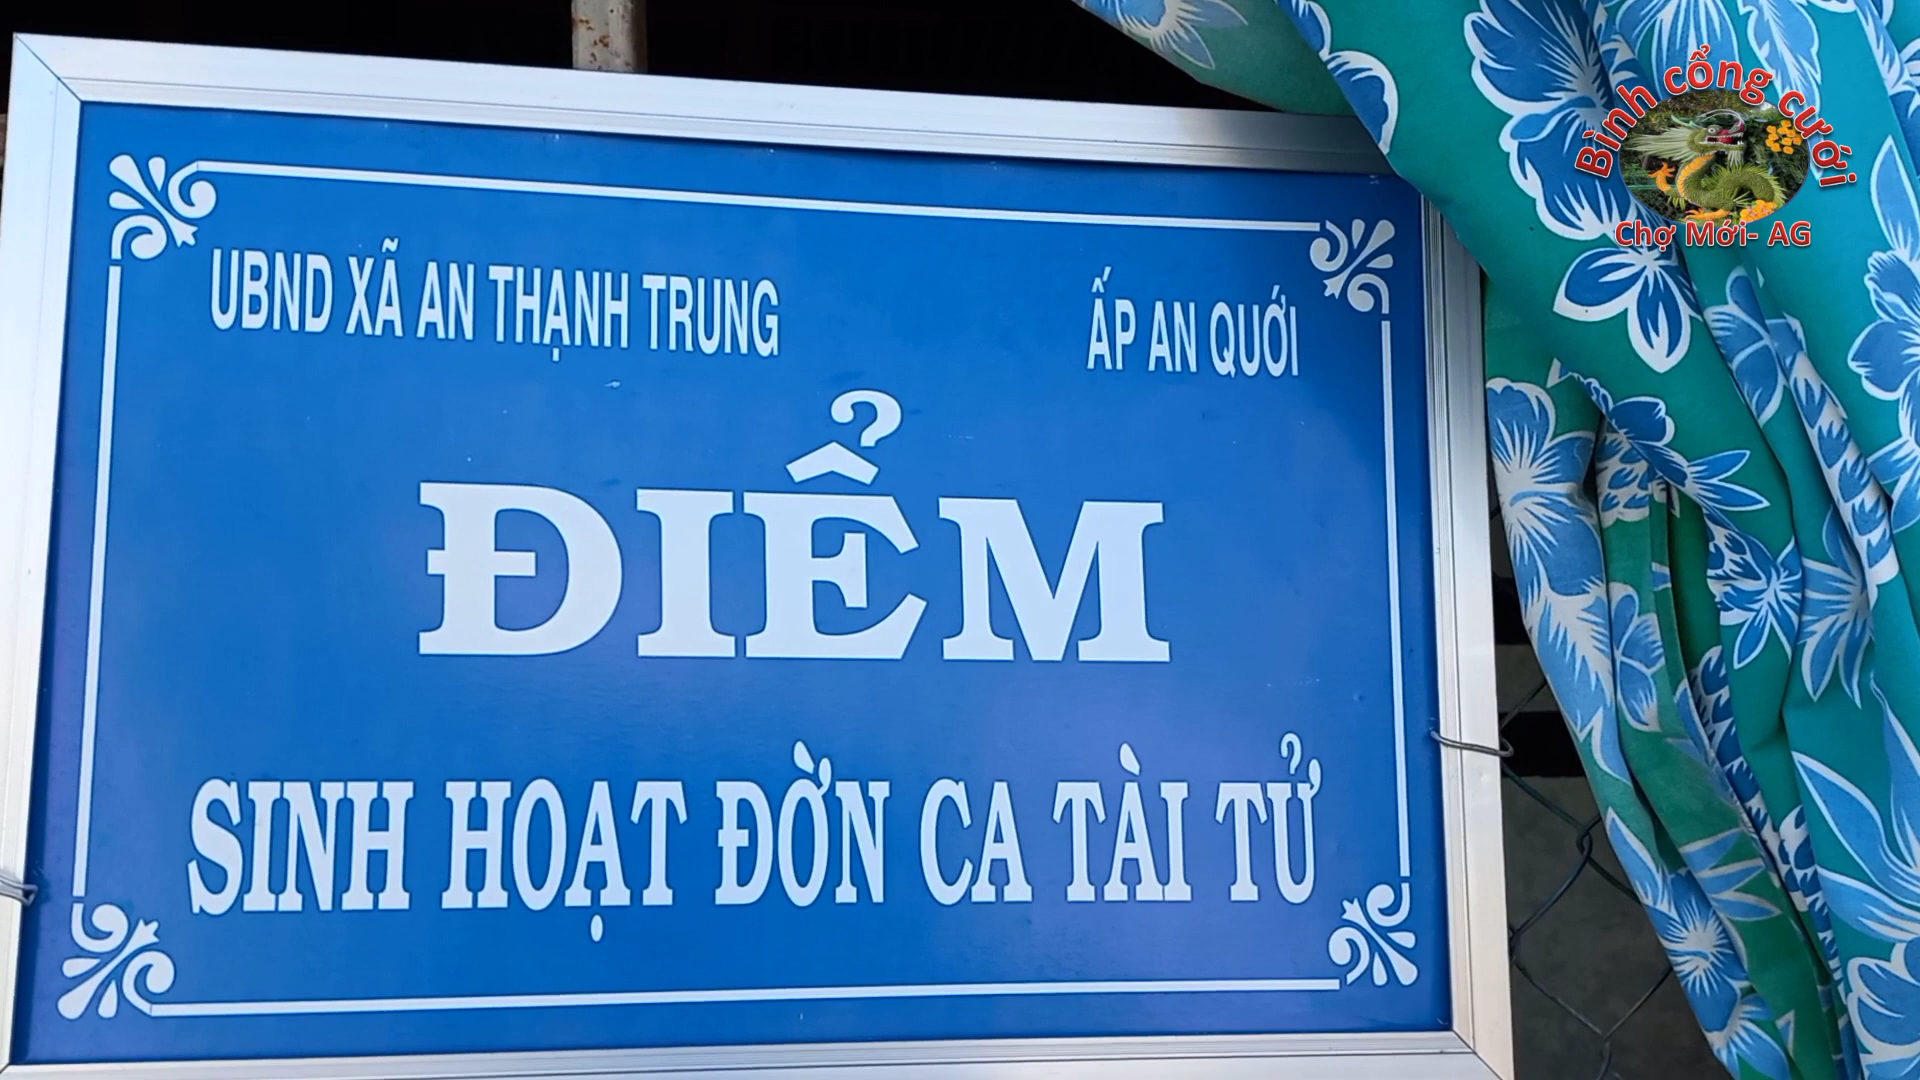 UBND XÃ AN THẠNH TRUNG
ẤP AN QUỚI
ĐIỂM
SINH HOẠT ĐỜN CA TÀI TỬ
Bình cổng cưới
Chợ Mới- AG